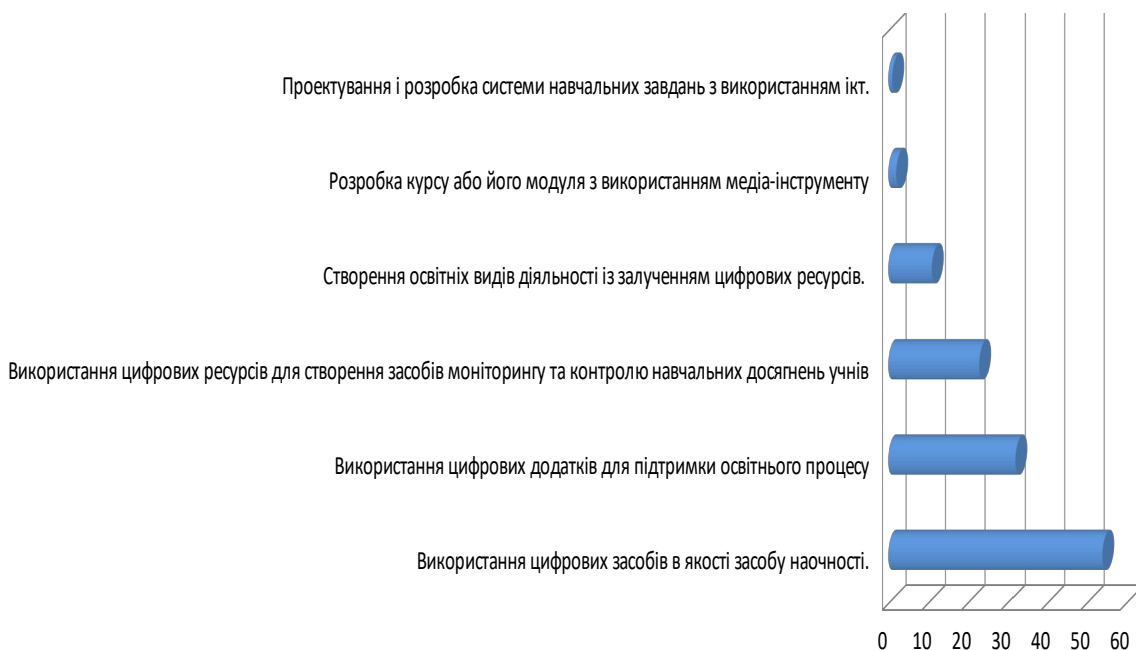 Проектування і розробка системи навчальних завдань з використанням ікт.
Розробка курсу або його модуля з використанням медіа-інструменту
Створення освітніх видів діяльності із залученням цифрових ресурсів.
Використання цифрових ресурсів для створення засобів моніторингу та контролю навчальних досягнень учнів
Використання цифрових додатків для підтримки освітнього процесу
Використання цифрових засобів в якості засобу наочності.
0 10 20 30 40 50 60